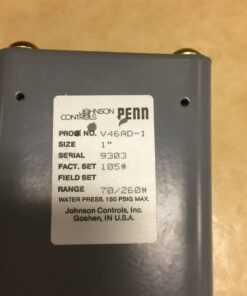 JOHNSON CONTROLS PENN
PROD NO. V46AD-1
SIZE 1"
SERIAL 9303
FACT. SET 105#
FIELD SET
RANGE 70/260#
WATER PRESS. 150 PSIG MAX.
Johnson Controls, Inc.
Goshen, IN U.S.A.